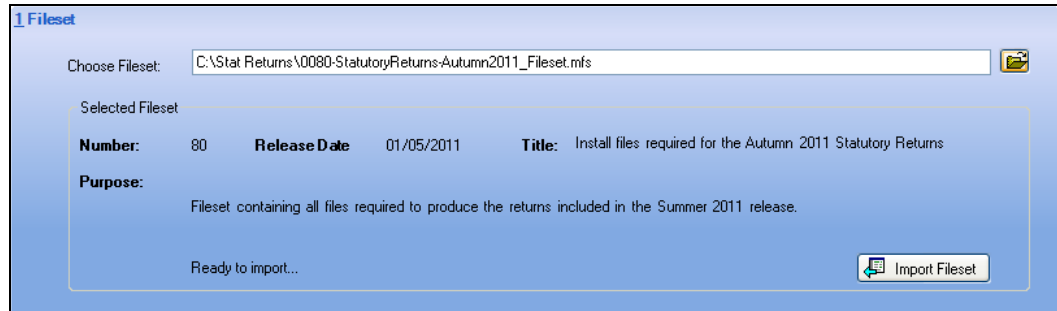 1 Fileset
Choose Fileset: C:\Stat Returns\0080-StatutoryReturns-Autumn2011_Fileset.mfs
Selected Fileset
Number: 80 Release Date 01/05/2011 Title: Install files required for the Autumn 2011 Statutory Returns
Purpose:
Fileset containing all files required to produce the returns included in the Summer 2011 release.
Ready to import... Import Fileset